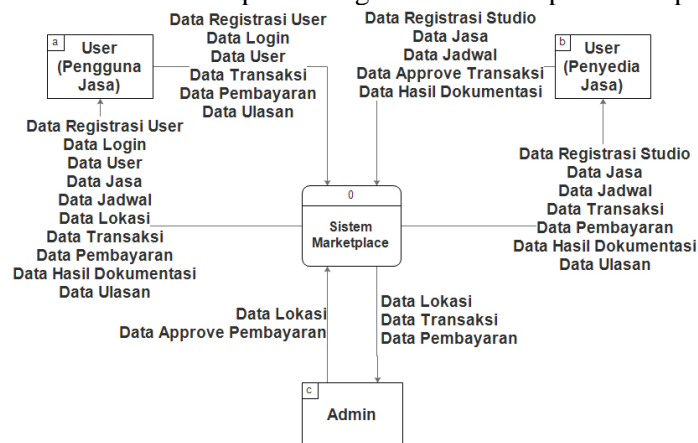 Data Registrasi User
Data Login
Data User
Data Transaksi
Data Pembayaran
Data Ulasan
Data Registrasi Studio
Data Jasa
Data Jadwal
Data Approve Transaksi
Data Hasil Dokumentasi
a
User
(Pengguna
Jasa)
b
User
(Penyedia
Jasa)
Data Registrasi User
Data Login
Data User
Data Jasa
Data Jadwal
Data Lokasi
Data Transaksi
Data Pembayaran
Data Hasil Dokumentasi
Data Ulasan
0
Sistem
Marketplace
Data Registrasi Studio
Data Jasa
Data Jadwal
Data Transaksi
Data Pembayaran
Data Hasil Dokumentasi
Data Ulasan
Data Lokasi
Data Approve Pembayaran
Data Lokasi
Data Transaksi
Data Pembayaran
c
Admin